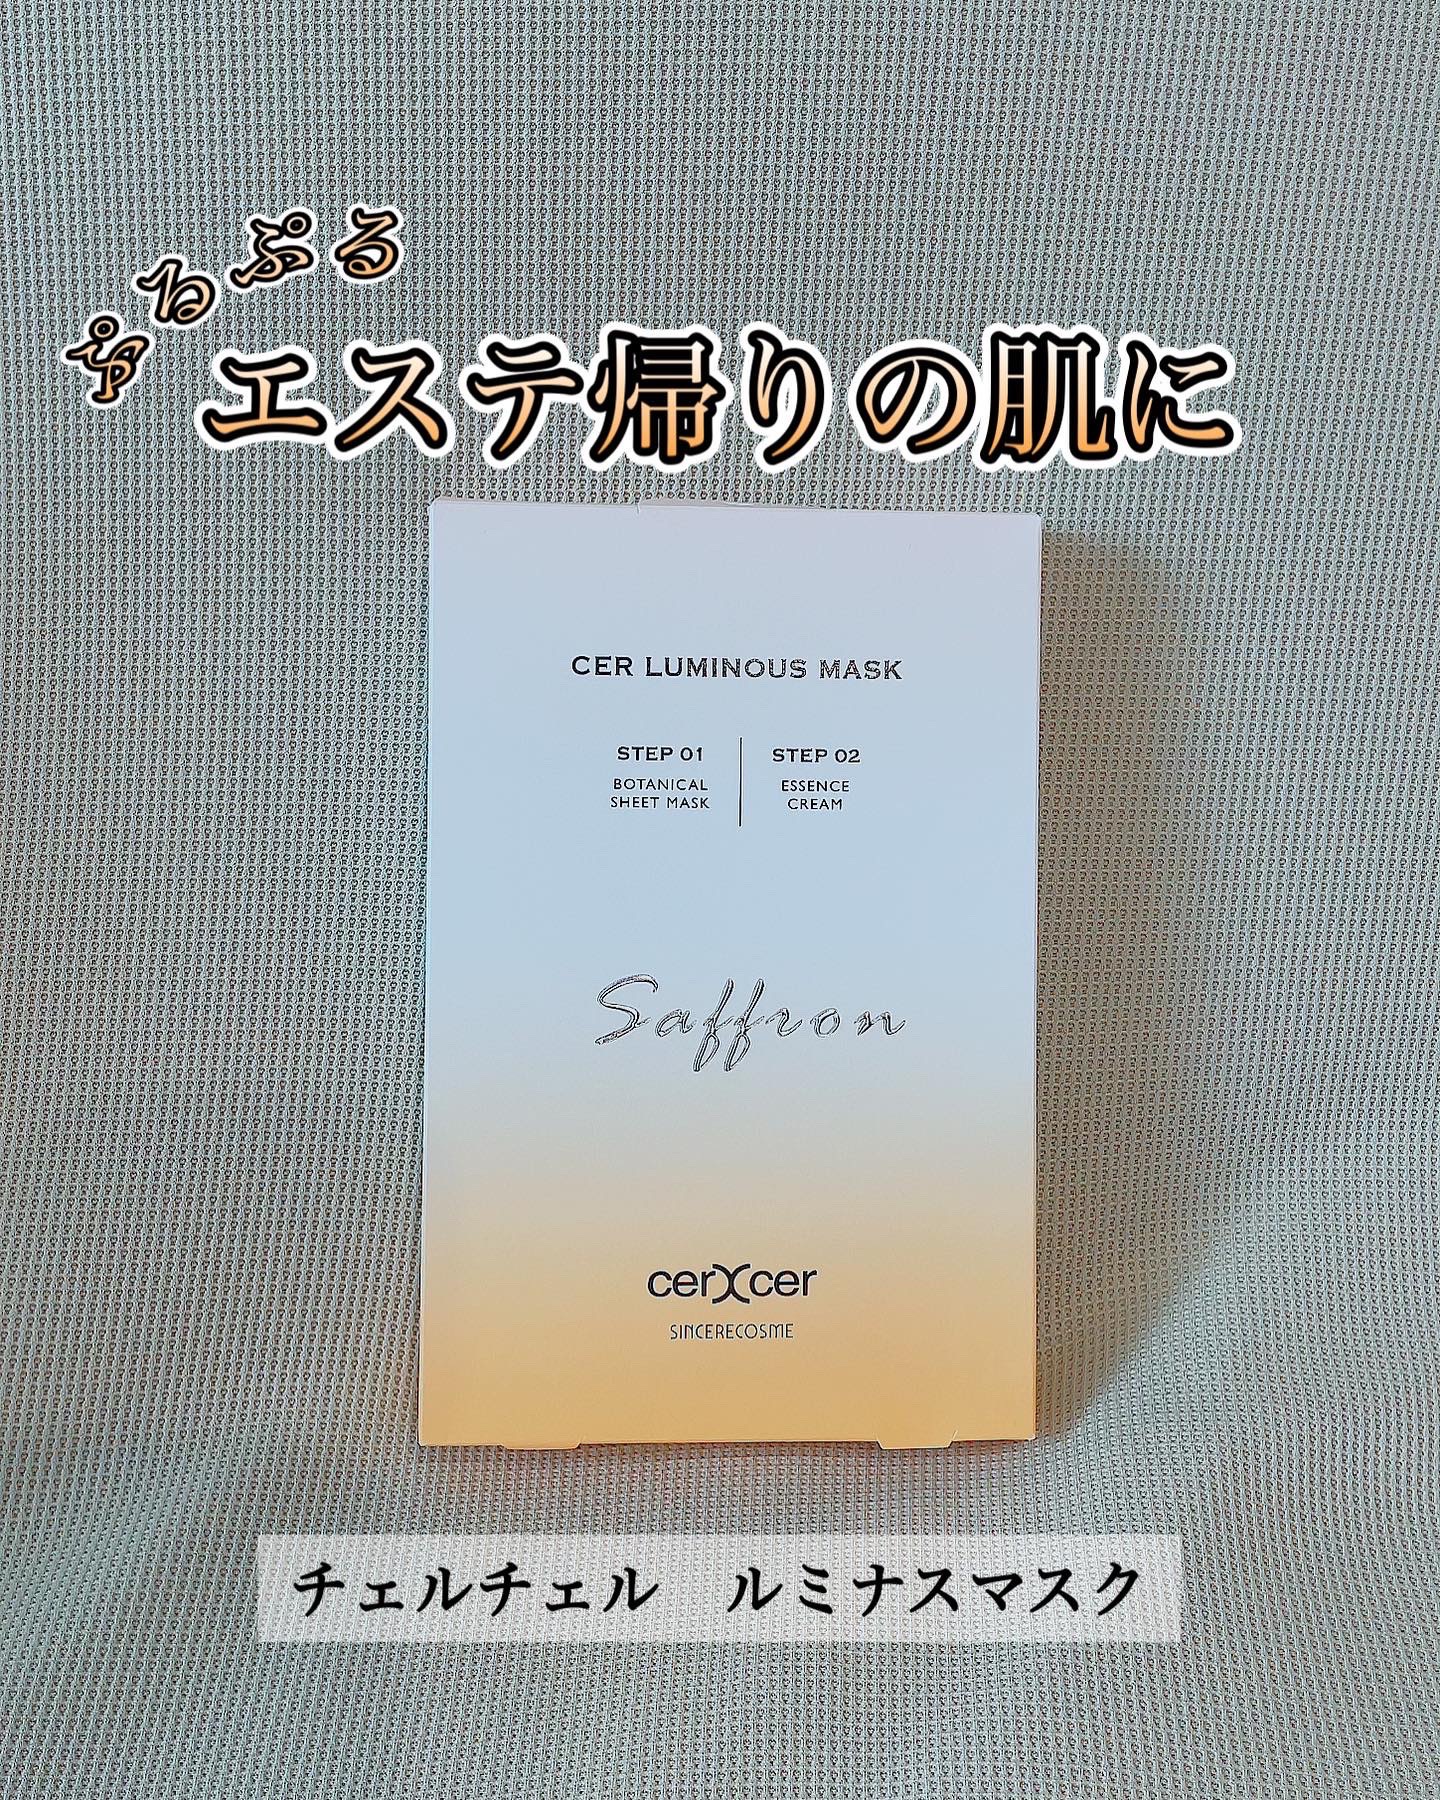 ぷるぷる
エステ帰りの肌に
CER LUMINOUS MASK
STEP 01
BOTANICAL
SHEET MASK
STEP 02
ESSENCE
CREAM
Saffron
cerXcer
SINCERECOSME
チェルチェル ルミナスマスク